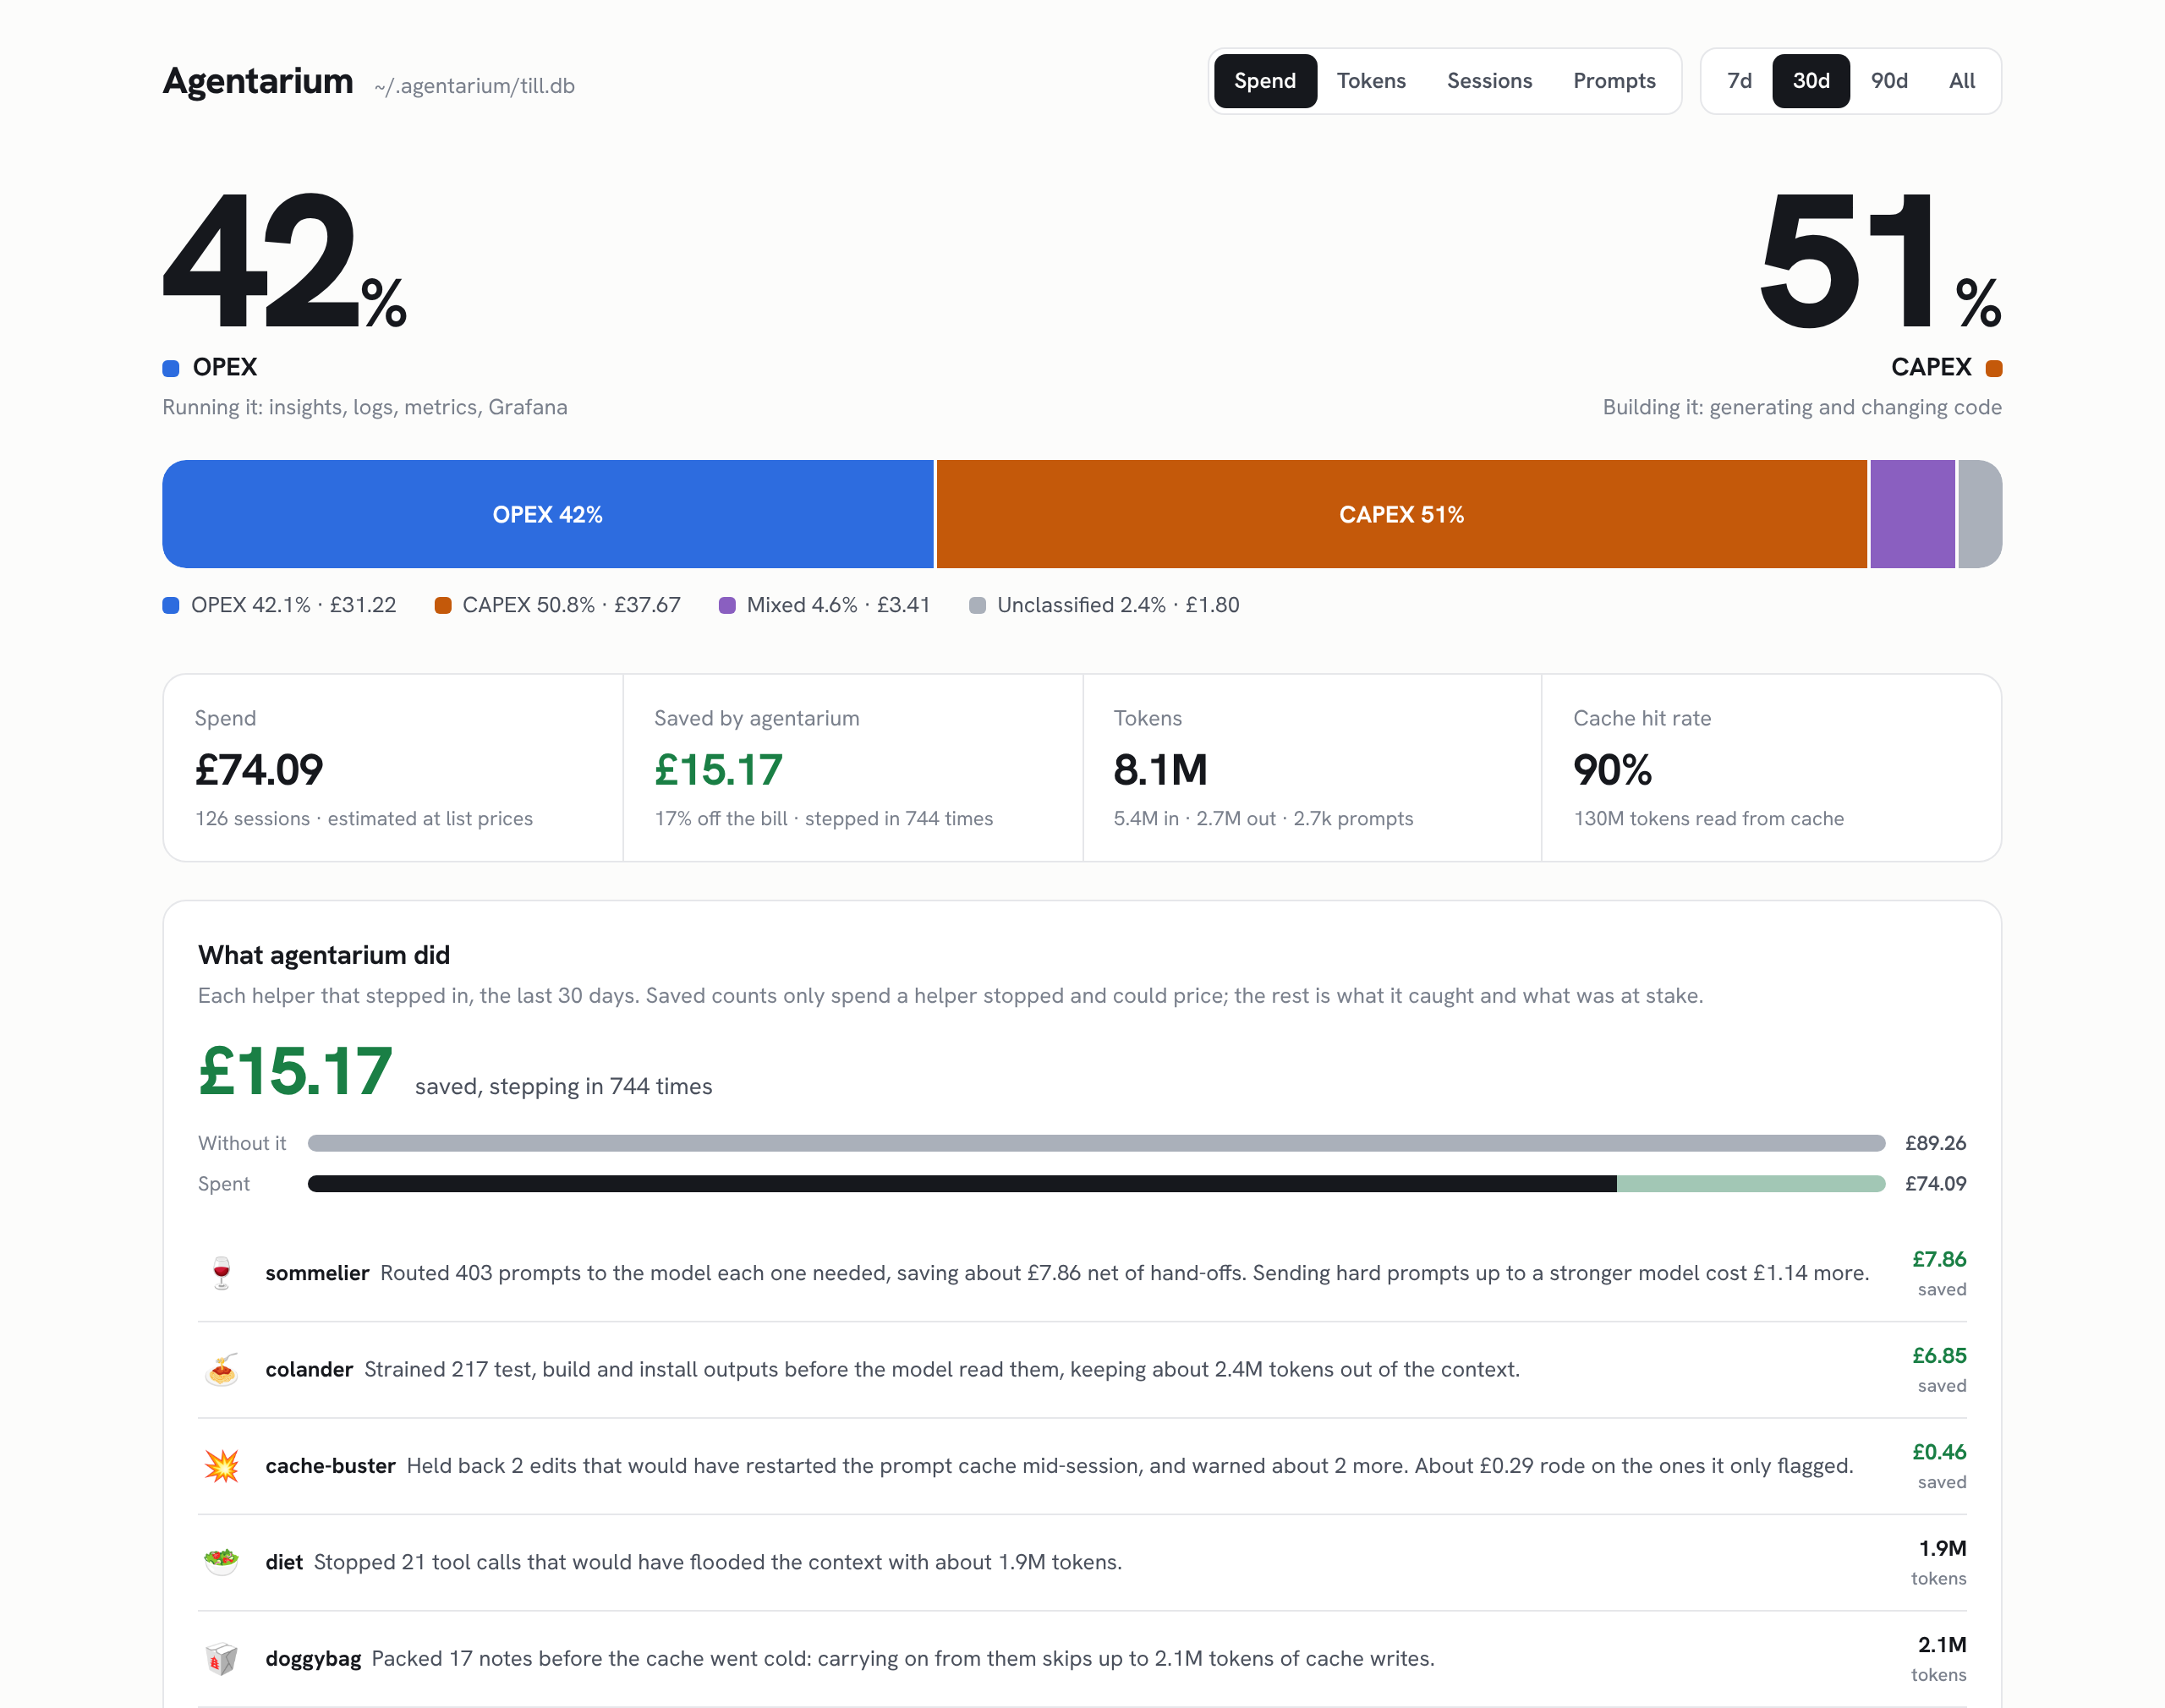 Agentarium ~/.agentarium/till.db
Spend Tokens Sessions Prompts 7d 30d 90d All
42% 51%
OPEX CAPEX
Running it: insights, logs, metrics, Grafana Building it: generating and changing code
OPEX 42% CAPEX 51%
OPEX 42.1% · £31.22 CAPEX 50.8% · £37.67 Mixed 4.6% · £3.41 Unclassified 2.4% · £1.80
Spend Saved by agentarium Tokens Cache hit rate
£74.09 £15.17 8.1M 90%
126 sessions · estimated at list prices 17% off the bill · stepped in 744 times 5.4M in · 2.7M out · 2.7k prompts 130M tokens read from cache
What agentarium did
Each helper that stepped in, the last 30 days. Saved counts only spend a helper stopped and could price; the rest is what it caught and what was at stake.
£15.17 saved, stepping in 744 times
Without it £89.26
Spent £74.09
sommelier Routed 403 prompts to the model each one needed, saving about £7.86 net of hand-offs. Sending hard prompts up to a stronger model cost £1.14 more. £7.86
saved
colander Strained 217 test, build and install outputs before the model read them, keeping about 2.4M tokens out of the context. £6.85
saved
cache-buster Held back 2 edits that would have restarted the prompt cache mid-session, and warned about 2 more. About £0.29 rode on the ones it only flagged. £0.46
saved
diet Stopped 21 tool calls that would have flooded the context with about 1.9M tokens. 1.9M
tokens
doggybag Packed 17 notes before the cache went cold: carrying on from them skips up to 2.1M tokens of cache writes. 2.1M
tokens